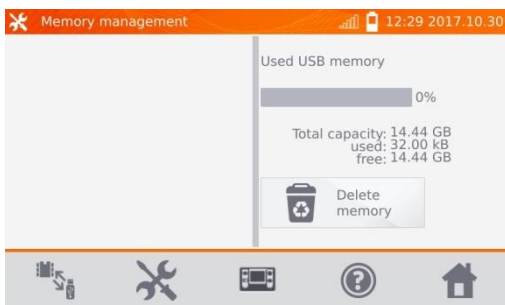 Memory management
12:29 2017.10.30
Used USB memory
0%
Total capacity: 14.44 GB
used: 32.00 kB
free: 14.44 GB
Delete
memory
?